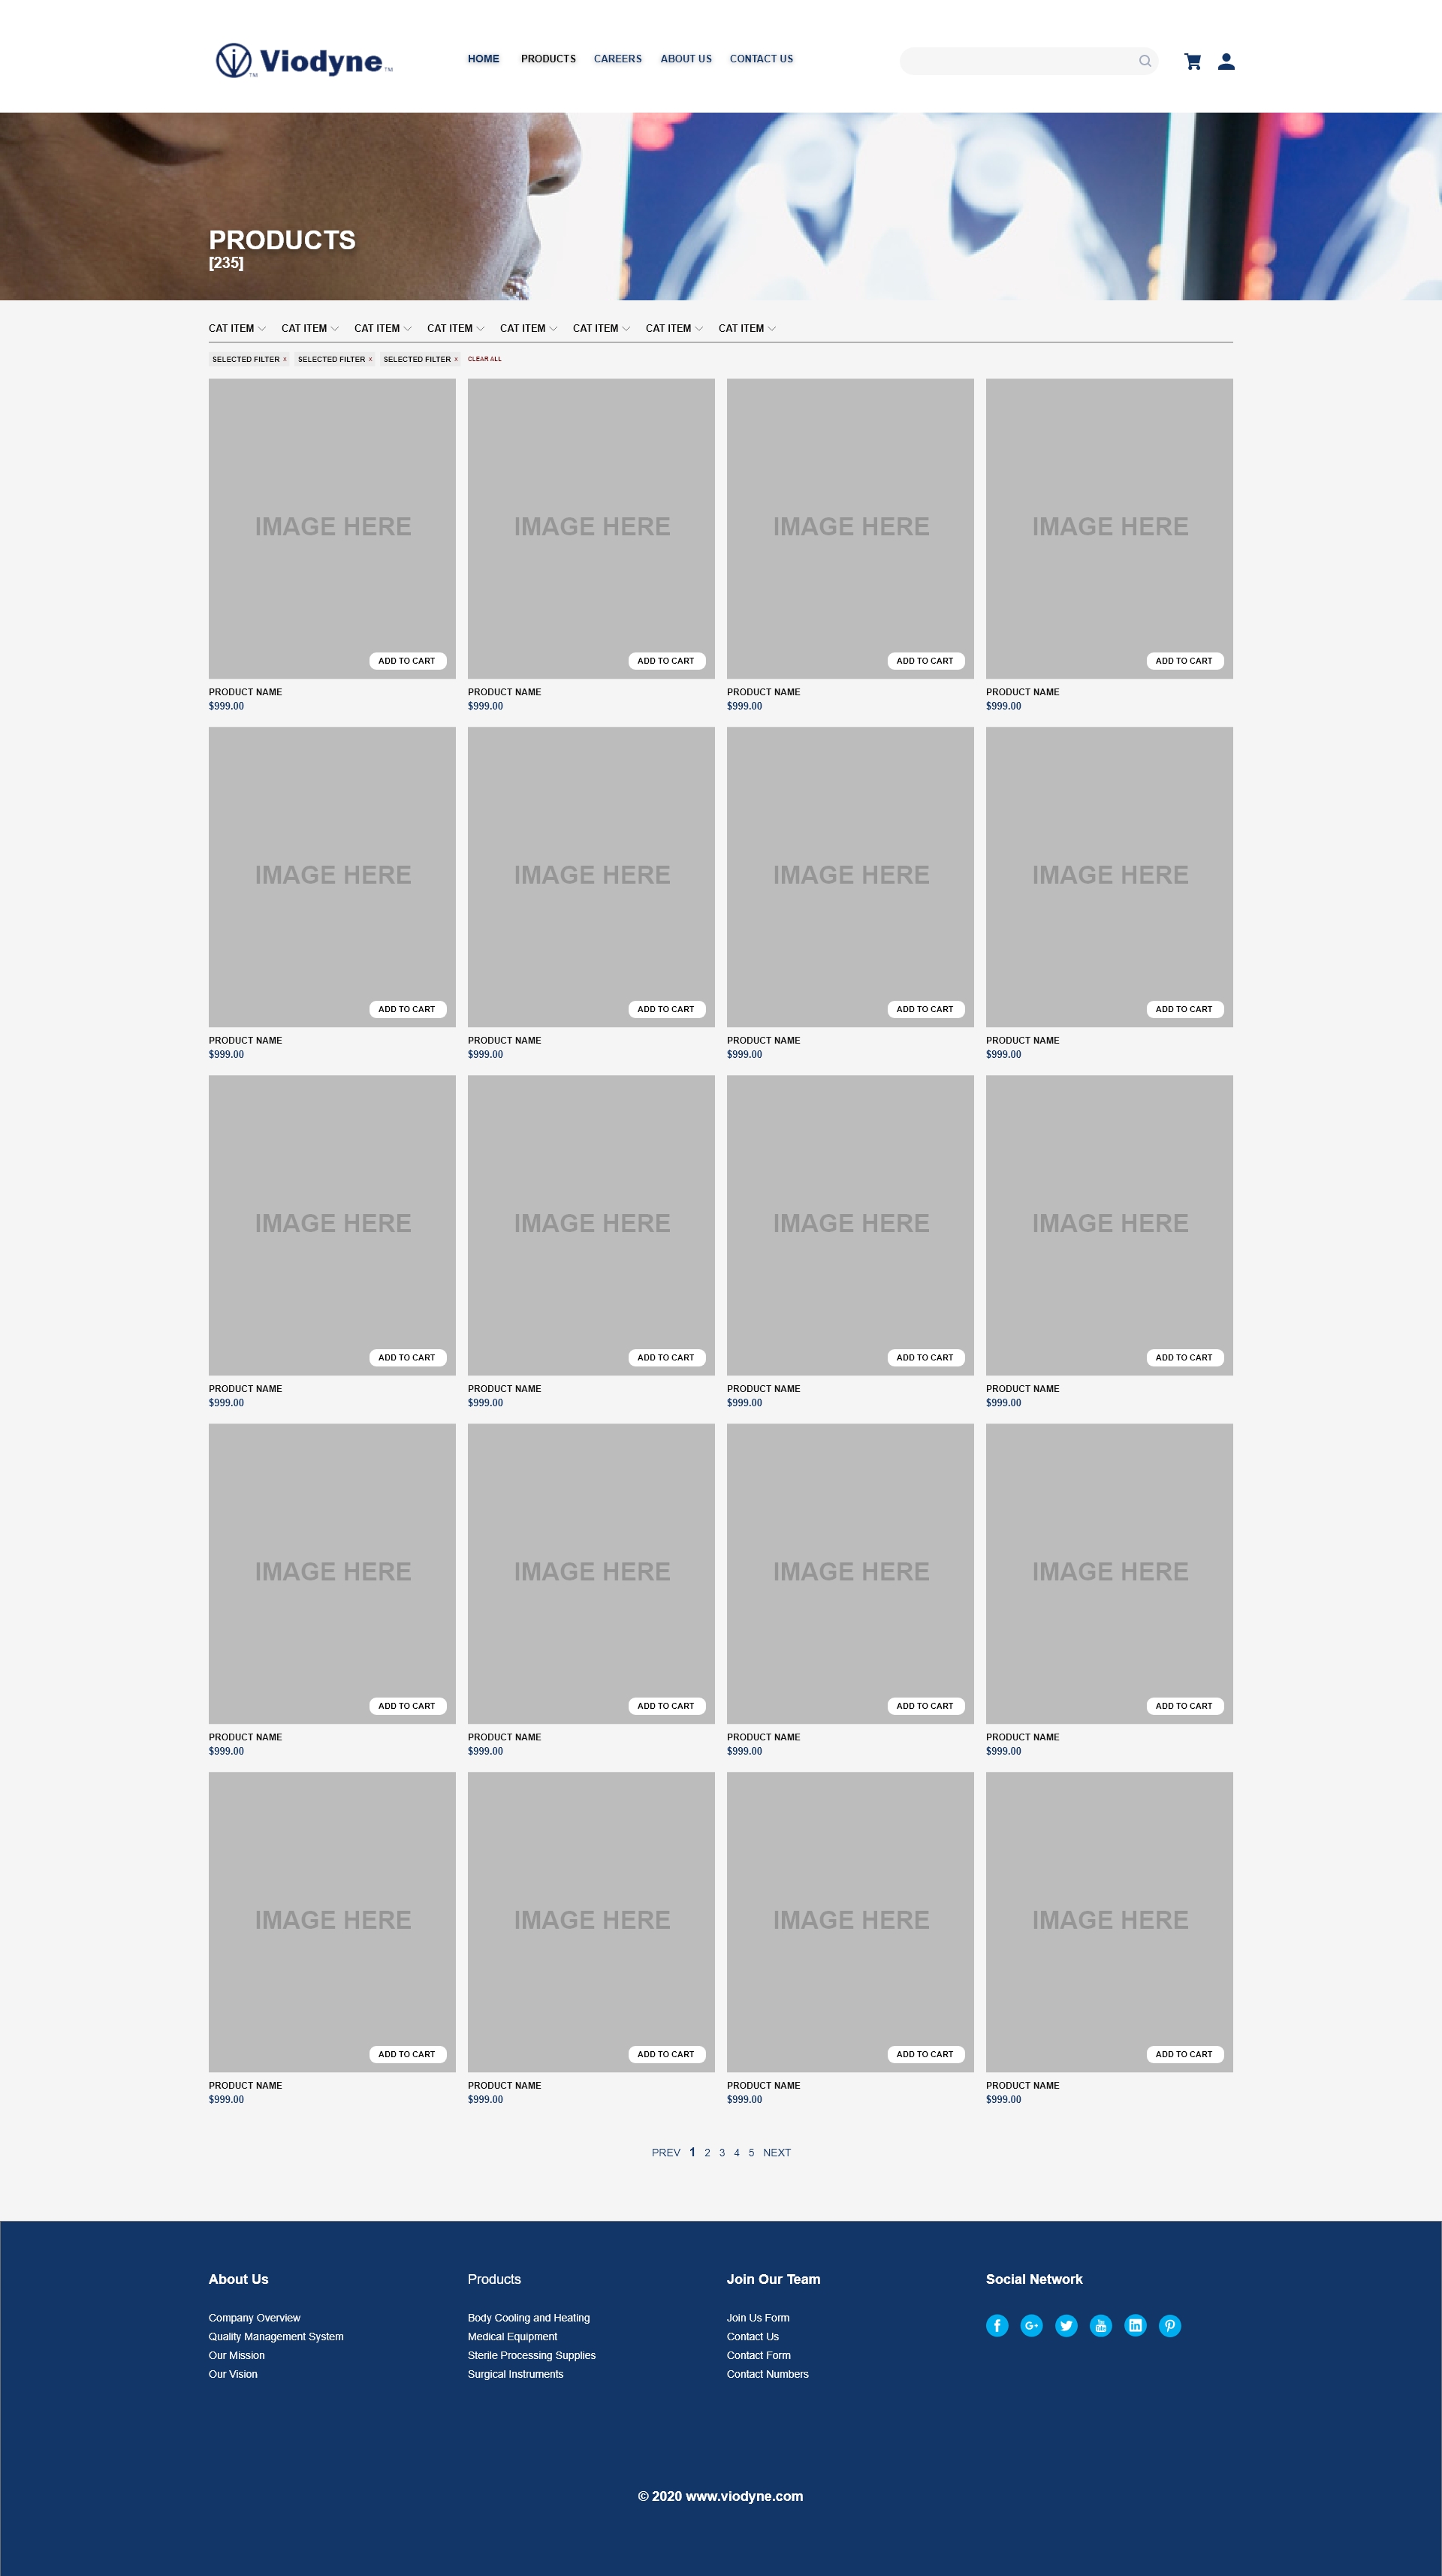 Viodyne™
HOME PRODUCTS CAREERS ABOUT US CONTACT US
PRODUCTS
[235]
CAT ITEM CAT ITEM CAT ITEM CAT ITEM CAT ITEM CAT ITEM CAT ITEM CAT ITEM
SELECTED FILTER x SELECTED FILTER x SELECTED FILTER x CLEAR ALL
IMAGE HERE IMAGE HERE IMAGE HERE IMAGE HERE
ADD TO CART ADD TO CART ADD TO CART ADD TO CART
PRODUCT NAME PRODUCT NAME PRODUCT NAME PRODUCT NAME
$999.00 $999.00 $999.00 $999.00
IMAGE HERE IMAGE HERE IMAGE HERE IMAGE HERE
ADD TO CART ADD TO CART ADD TO CART ADD TO CART
PRODUCT NAME PRODUCT NAME PRODUCT NAME PRODUCT NAME
$999.00 $999.00 $999.00 $999.00
IMAGE HERE IMAGE HERE IMAGE HERE IMAGE HERE
ADD TO CART ADD TO CART ADD TO CART ADD TO CART
PRODUCT NAME PRODUCT NAME PRODUCT NAME PRODUCT NAME
$999.00 $999.00 $999.00 $999.00
IMAGE HERE IMAGE HERE IMAGE HERE IMAGE HERE
ADD TO CART ADD TO CART ADD TO CART ADD TO CART
PRODUCT NAME PRODUCT NAME PRODUCT NAME PRODUCT NAME
$999.00 $999.00 $999.00 $999.00
IMAGE HERE IMAGE HERE IMAGE HERE IMAGE HERE
ADD TO CART ADD TO CART ADD TO CART ADD TO CART
PRODUCT NAME PRODUCT NAME PRODUCT NAME PRODUCT NAME
$999.00 $999.00 $999.00 $999.00
PREV 1 2 3 4 5 NEXT
About Us
Company Overview
Quality Management System
Our Mission
Our Vision
Products
Body Cooling and Heating
Medical Equipment
Sterile Processing Supplies
Surgical Instruments
Join Our Team
Join Us Form
Contact Us
Contact Form
Contact Numbers
Social Network
© 2020 www.viodyne.com